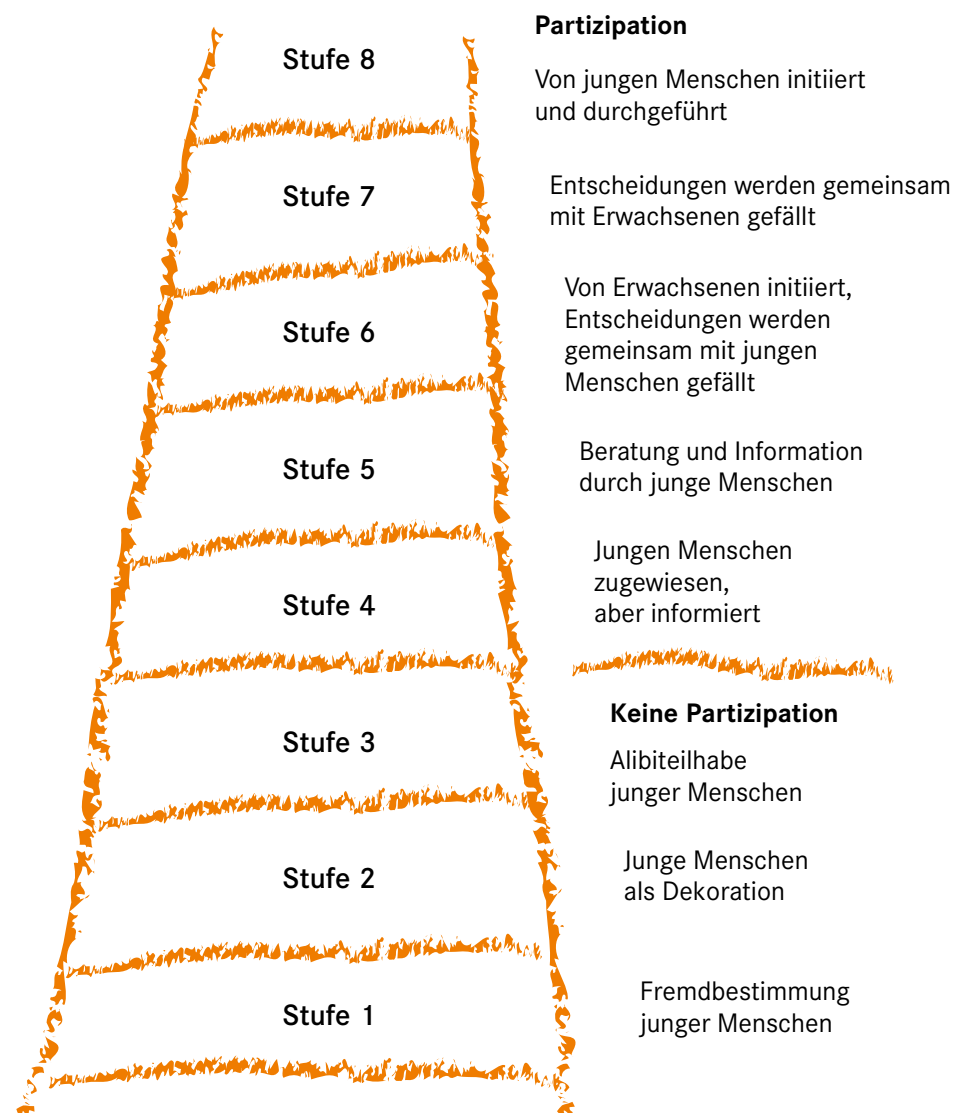 Partizipation
Stufe 8
Von jungen Menschen initiiert
und durchgeführt
Stufe 7
Entscheidungen werden gemeinsam
mit Erwachsenen gefällt
Stufe 6
Von Erwachsenen initiiert,
Entscheidungen werden
gemeinsam mit jungen
Menschen gefällt
Stufe 5
Beratung und Information
durch junge Menschen
Stufe 4
Jungen Menschen
zugewiesen,
aber informiert
Keine Partizipation
Stufe 3
Alibiteilhabe
junger Menschen
Stufe 2
Junge Menschen
als Dekoration
Stufe 1
Fremdbestimmung
junger Menschen